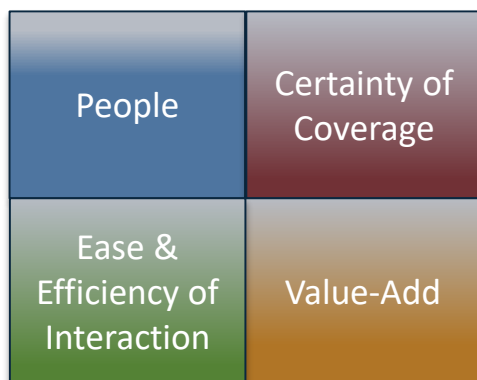 People
Certainty of
Coverage
Ease &
Efficiency of
Interaction
Value-Add